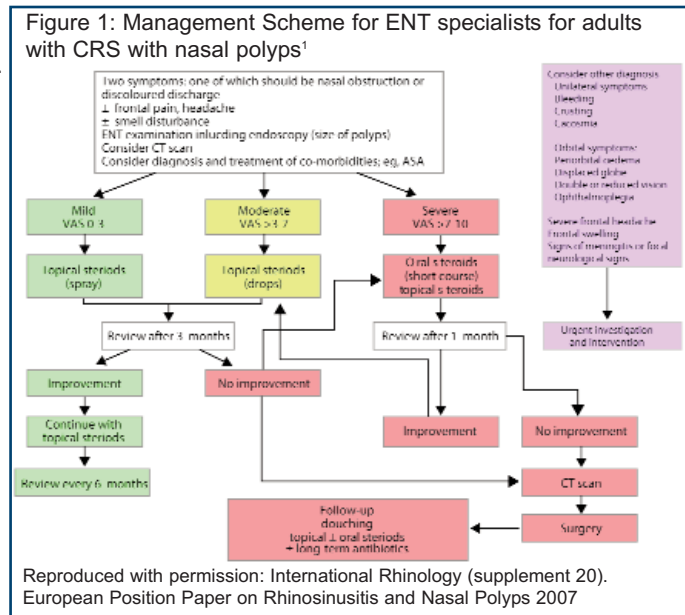 Figure 1: Management Scheme for ENT specialists for adults
with CRS with nasal polyps¹
Two symptoms: one of which should be nasal obstruction or
discoloured discharge
⊥ frontal pain, headache
± smell disturbance
ENT examination inlcuding endoscopy (size of polyps)
Consider CT scan
Consider diagnosis and treatment of co-morbidities; eg, ASA
Consider other diagnosis
Unilateral symptoms
Bleeding
Crusting
Cacosmia
Orbital symptoms:
Periorbital oedema
Displaced globe
Double or reduced vision
Ophthalmoplegia
Severe frontal headache
Frontal swelling
Signs of meningitis or focal
neurological signs
Urgent investigation
and intervention
Mild
VAS 0-3
Moderate
VAS >3-7
Severe
VAS >7-10
Topical steriods
(spray)
Topical steriods
(drops)
Oral steroids
(short course)
topical steroids
Review after 3 months
Review after 1 month
Improvement
No improvement
Improvement
No improvement
Continue with
topical steriods
Review every 6 months
CT scan
Surgery
Follow-up
douching
topical ⊥ oral steriods
± long term antibiotics
Reproduced with permission: International Rhinology (supplement 20).
European Position Paper on Rhinosinusitis and Nasal Polyps 2007